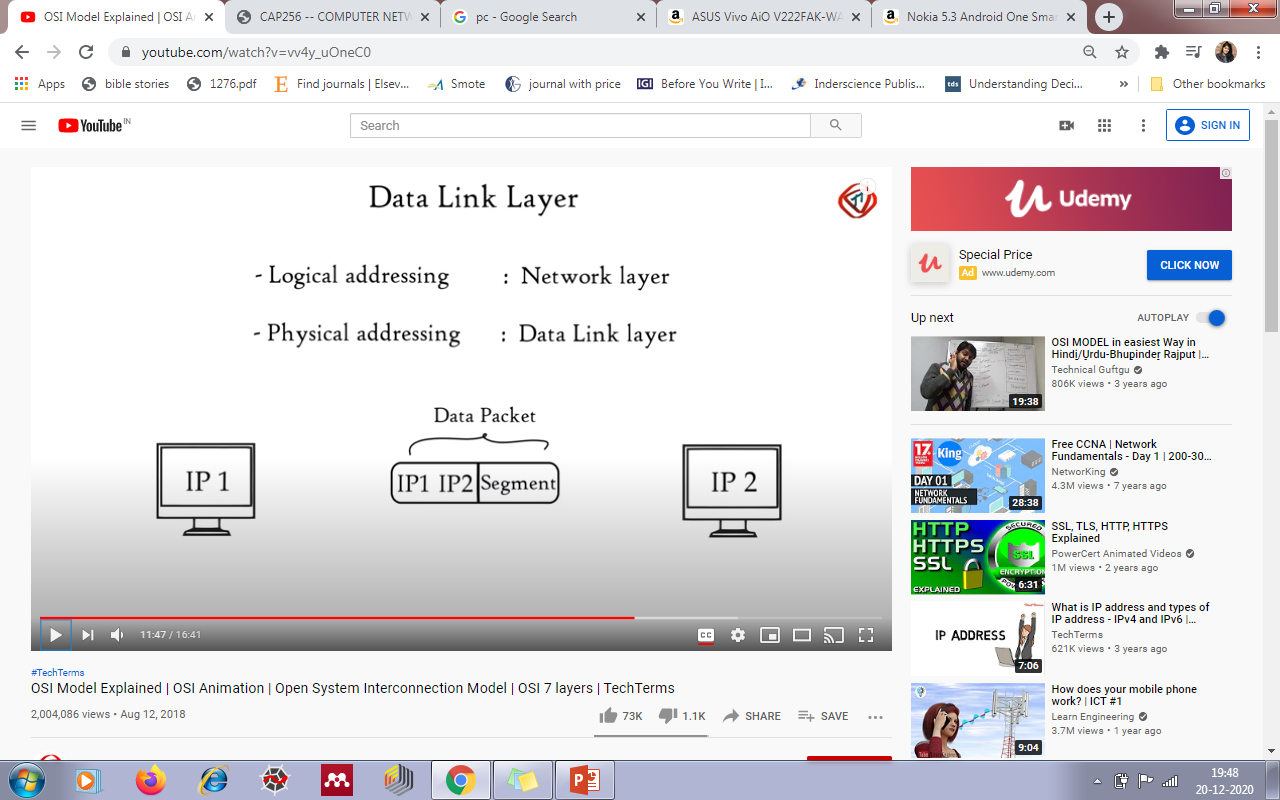 OSI Model Explained | OSI A
CAP256 -- COMPUTER NETW
pc - Google Search
ASUS Vivo AiO V222FAK-WA
Nokia 5.3 Android One Smar
youtube.com/watch?v=vv4y_uOneC0
Apps
bible stories
1276.pdf
Find journals | Elsev...
Smote
journal with price
IGI
Before You Write | I...
Inderscience Publis...
tds
Understanding Deci...
»
Other bookmarks
YouTube IN
Search
SIGN IN
Data Link Layer
- Logical addressing : Network layer
- Physical addressing : Data Link layer
Data Packet
IP 1
IP1 IP2 Segment
IP 2
11:47 / 16:41
CC
#TechTerms
OSI Model Explained | OSI Animation | Open System Interconnection Model | OSI 7 layers | TechTerms
2,004,086 views • Aug 12, 2018
73K
1.1K
SHARE
SAVE
Udemy
Special Price
Ad www.udemy.com
CLICK NOW
Up next
AUTOPLAY
19:38
OSI MODEL in easiest Way in
Hindi/Urdu-Bhupinder Rajput |...
Technical Guftgu
806K views • 3 years ago
King
DAY 01
NETWORK
FUNDAMENTALS
28:38
Free CCNA | Network
Fundamentals - Day 1 | 200-30...
NetworKing
4.3M views • 7 years ago
HTTP
HTTPS
SSL
SECURED
SSL
ENCRYPTION
EXPLAINED
6:31
SSL, TLS, HTTP, HTTPS
Explained
PowerCert Animated Videos
1M views • 2 years ago
IP ADDRESS
7:06
What is IP address and types of
IP address - IPv4 and IPv6 |...
TechTerms
621K views • 3 years ago
9:04
How does your mobile phone
work? | ICT #1
Learn Engineering
3.7M views • 1 year ago
19:48
20-12-2020